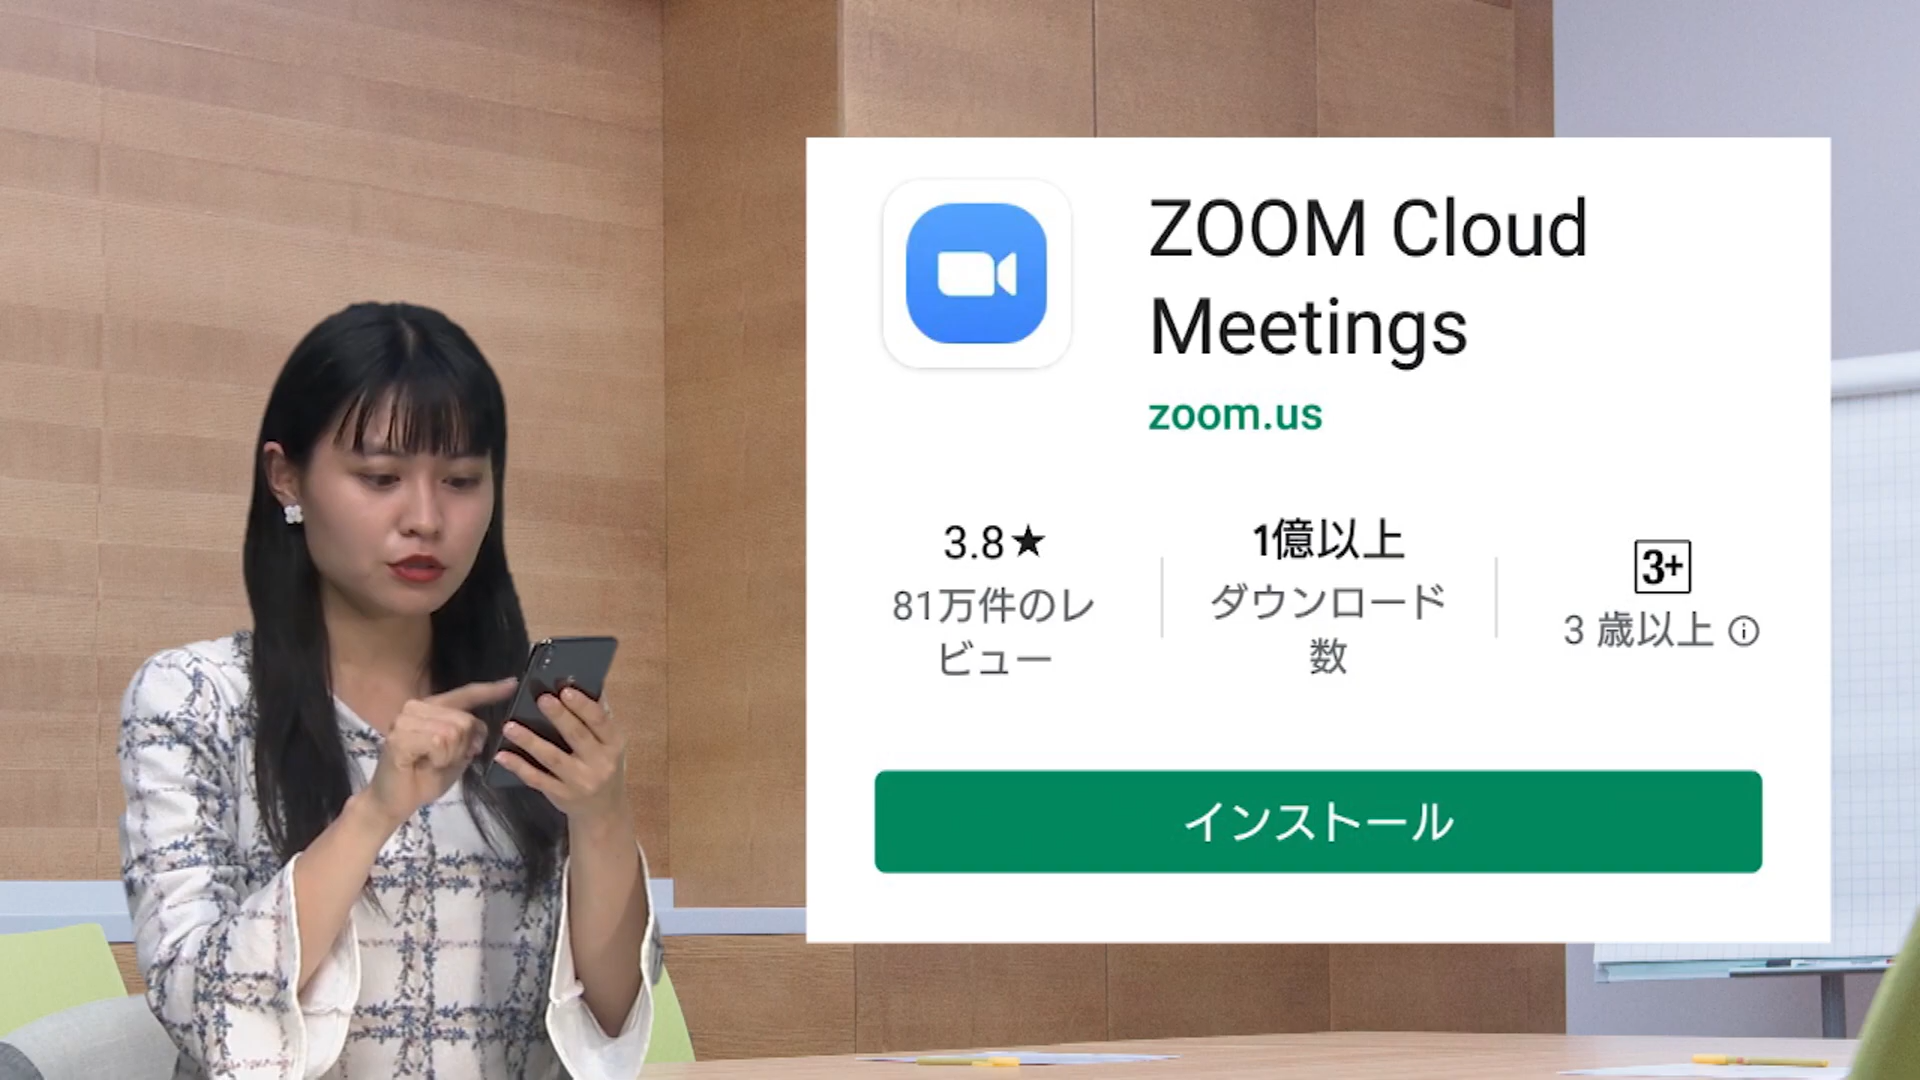 ZOOM Cloud
Meetings
zoom.us
3.8★
81万件のレ
ビュー
1億以上
ダウンロード
数
3+
3 歳以上
インストール